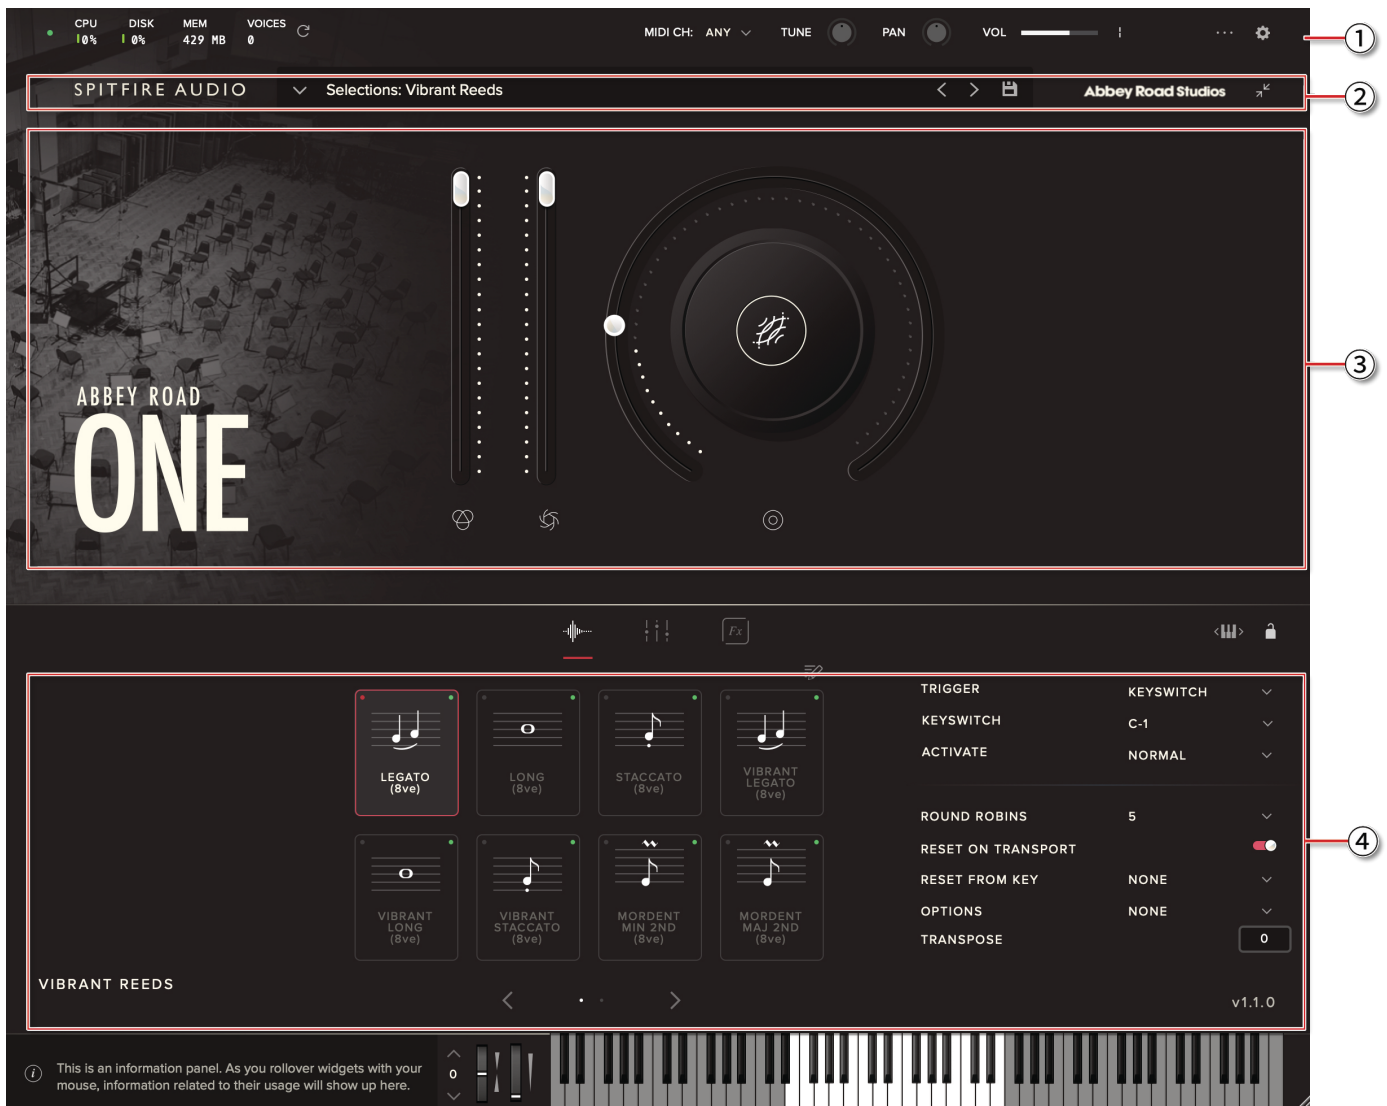 CPU DISK MEM VOICES
0% 0% 429 MB 0
MIDI CH: ANY TUNE PAN VOL
1
SPITFIRE AUDIO Selections: Vibrant Reeds Abbey Road Studios
2
ABBEY ROAD
ONE
3
Fx
LEGATO
(8ve)
LONG
(8ve)
STACCATO
(8ve)
VIBRANT
LEGATO
(8ve)
VIBRANT
LONG
(8ve)
VIBRANT
STACCATO
(8ve)
MORDENT
MIN 2ND
(8ve)
MORDENT
MAJ 2ND
(8ve)
TRIGGER KEYSWITCH
KEYSWITCH C-1
ACTIVATE NORMAL
ROUND ROBINS 5
RESET ON TRANSPORT
RESET FROM KEY NONE
OPTIONS NONE
TRANSPOSE 0
4
VIBRANT REEDS
v1.1.0
i
This is an information panel. As you rollover widgets with your
mouse, information related to their usage will show up here.
0